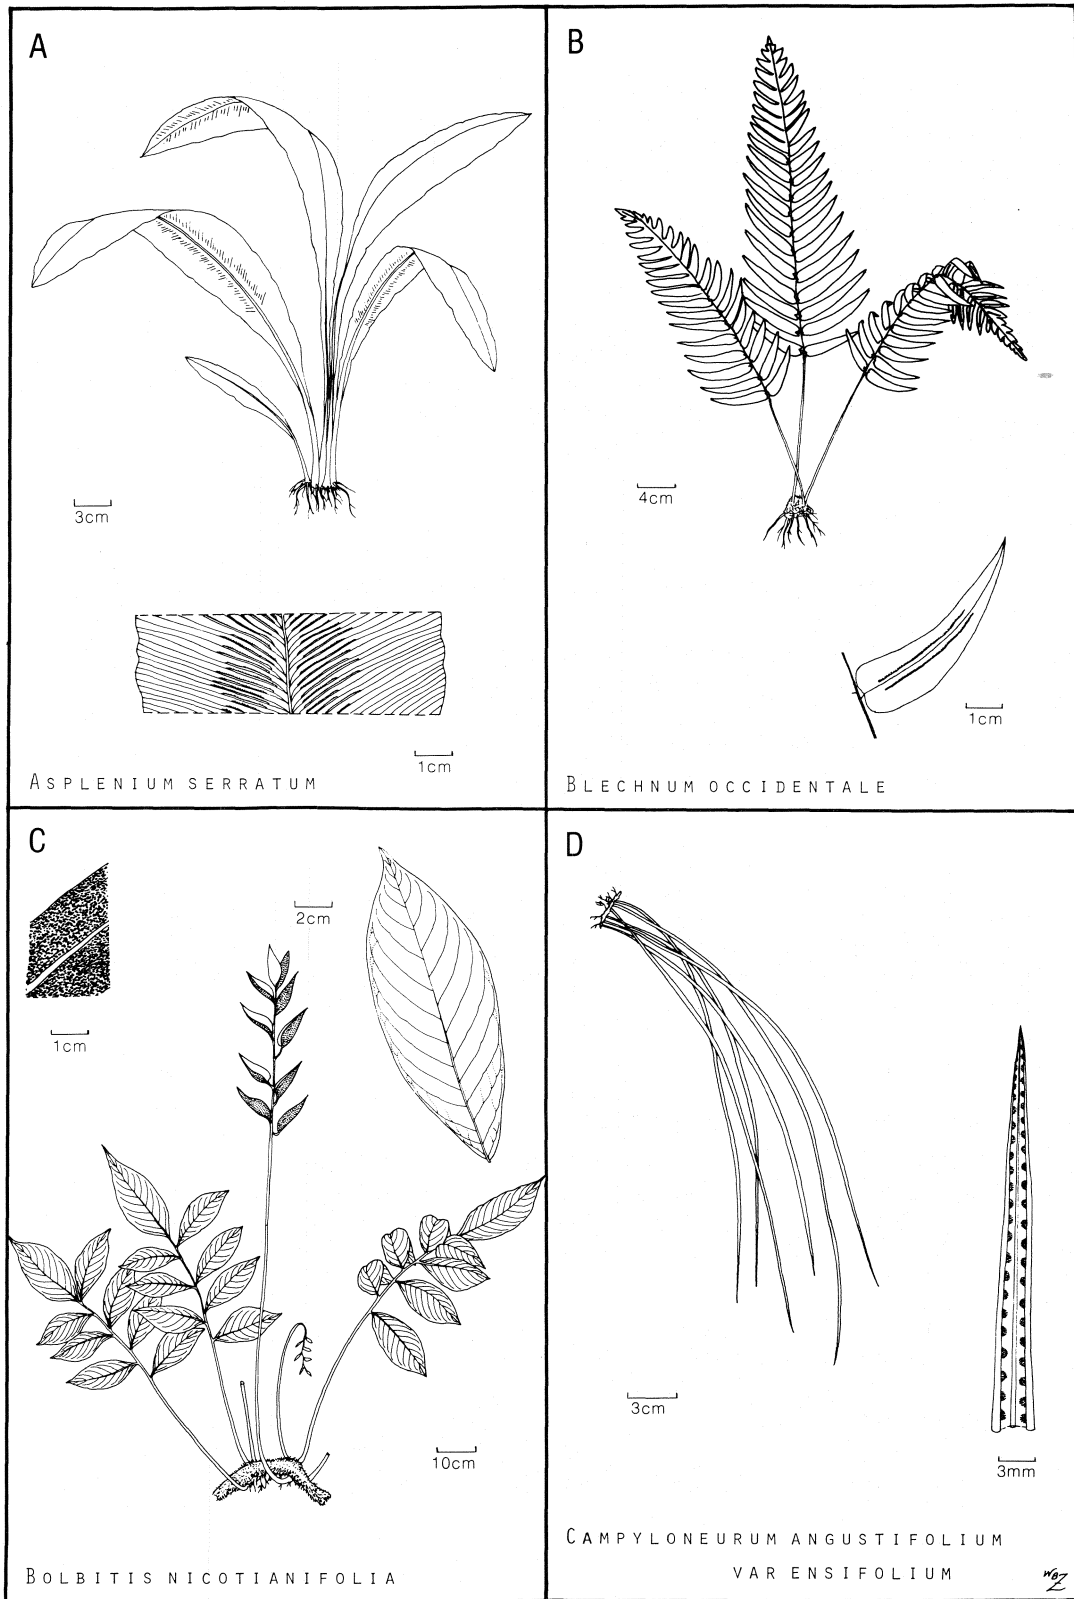 A
3cm
1cm
ASPLENIUM SERRATUM
B
4cm
1cm
BLECHNUM OCCIDENTALE
C
2cm
1cm
10cm
BOLBITIS NICOTIANIFOLIA
D
3cm
3mm
CAMPYLONEURUM ANGUSTIFOLIUM
VAR ENSIFOLIUM
WBZ